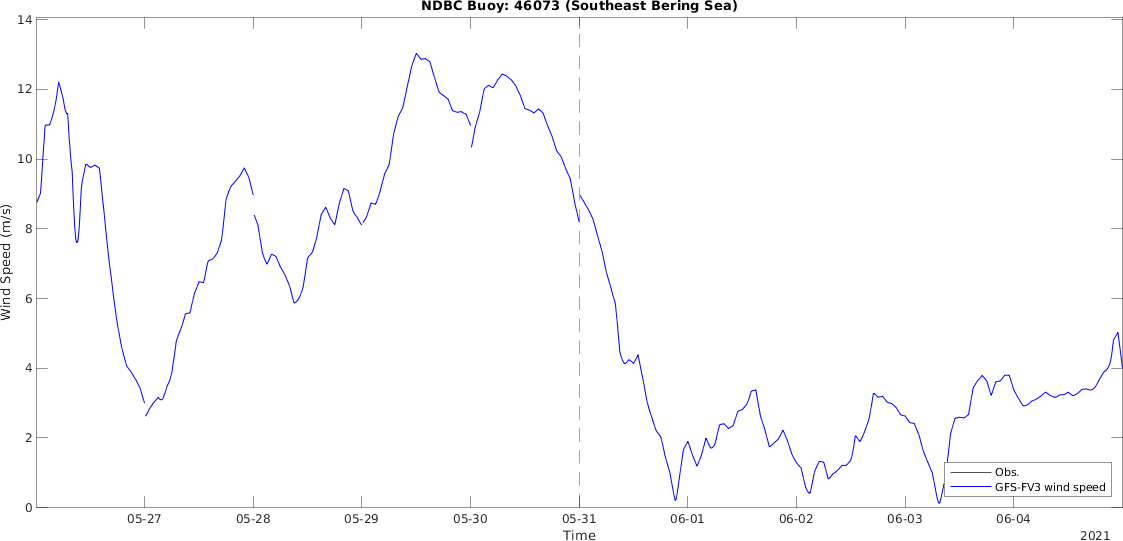 NDBC Buoy: 46073 (Southeast Bering Sea)
14
12
10
8
6
4
2
0
Wind Speed (m/s)
Obs.
GFS-FV3 wind speed
05-27 05-28 05-29 05-30 05-31 06-01 06-02 06-03 06-04
Time
2021